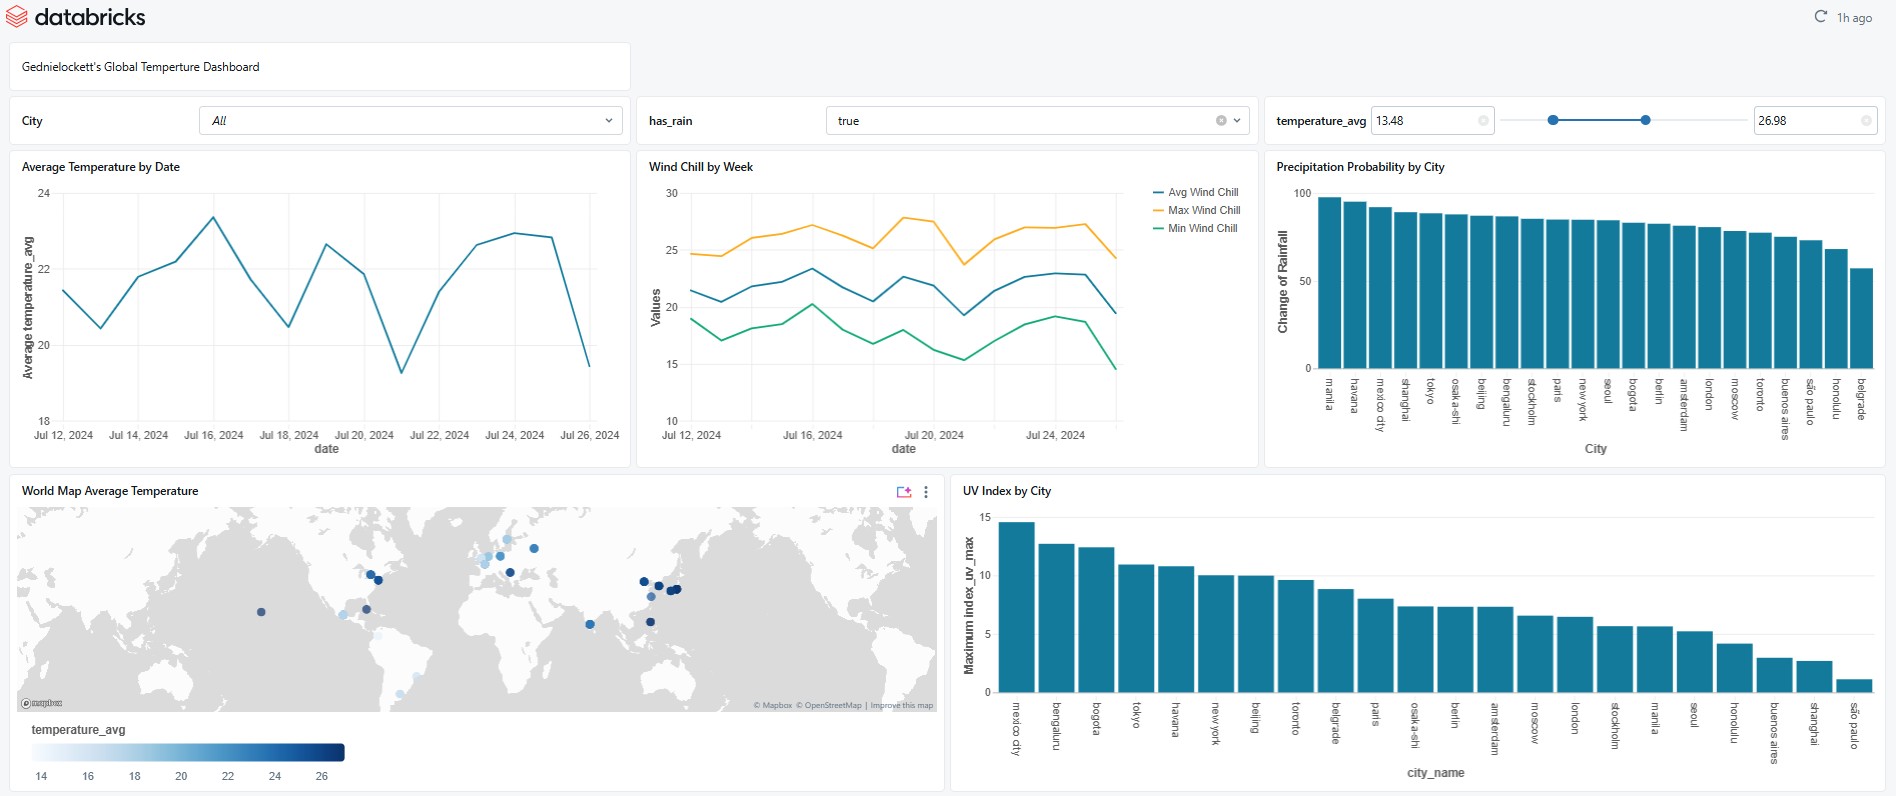 databricks
1h ago
Gednielockett's Global Temperture Dashboard
City
All
has_rain
true
temperature_avg
13.48
26.98
Average Temperature by Date
24
22
20
18
Average temperature_avg
Jul 12, 2024 Jul 14, 2024 Jul 16, 2024 Jul 18, 2024 Jul 20, 2024 Jul 22, 2024 Jul 24, 2024 Jul 26, 2024
date
Wind Chill by Week
30
25
20
15
10
Values
Jul 12, 2024 Jul 16, 2024 Jul 20, 2024 Jul 24, 2024
date
Avg Wind Chill
Max Wind Chill
Min Wind Chill
Precipitation Probability by City
100
50
0
Change of Rainfall
manila
havana
mexico city
shanghai
tokyo
osaka-shi
beijing
bengaluru
stockholm
paris
new york
seoul
bogota
berlin
amsterdam
london
moscow
toronto
buenos aires
são paulo
honolulu
belgrade
City
World Map Average Temperature
mapbox
© Mapbox © OpenStreetMap | Improve this map
temperature_avg
14 16 18 20 22 24 26
UV Index by City
15
10
5
0
Maximum index_uv_max
mexico city
bengaluru
bogota
tokyo
havana
new york
beijing
toronto
belgrade
paris
osaka-shi
berlin
amsterdam
moscow
london
stockholm
manila
seoul
honolulu
buenos aires
shanghai
são paulo
city_name